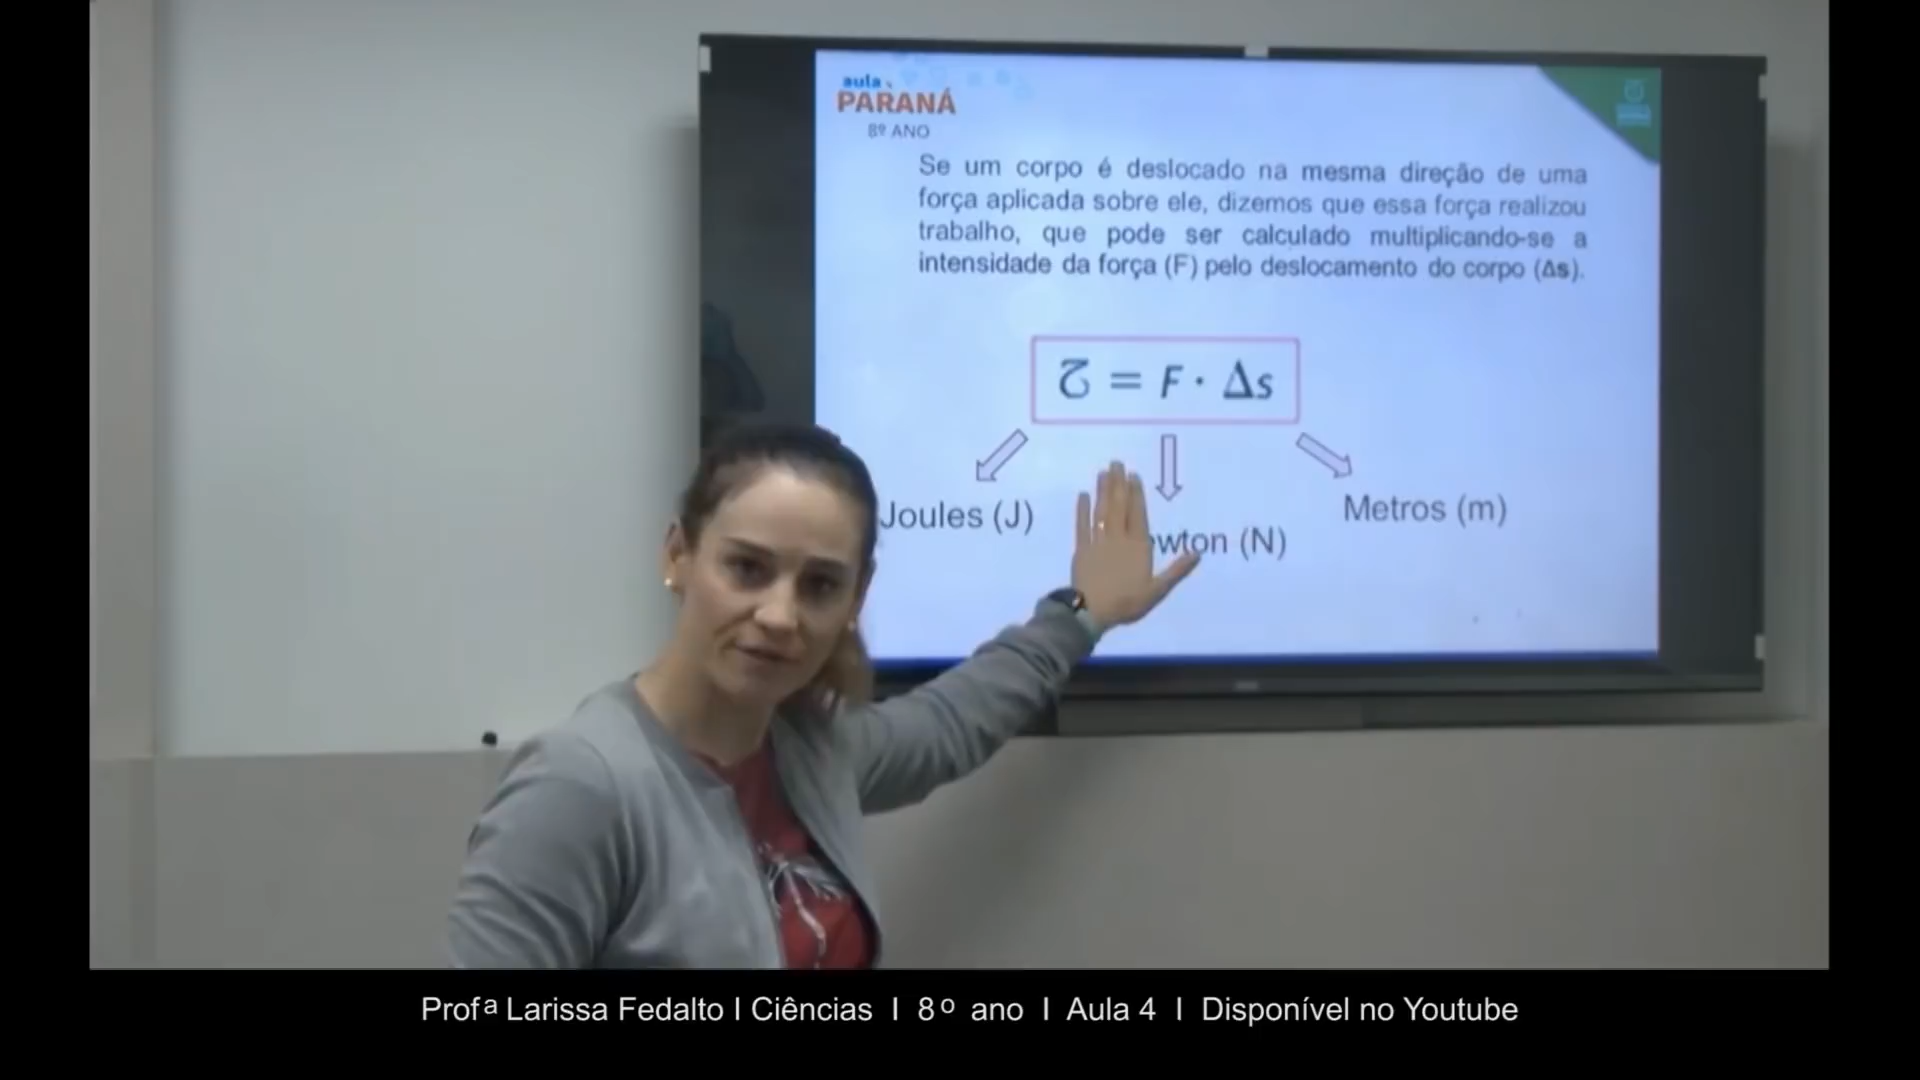 aula
PARANÁ
8º ANO
Se um corpo é deslocado na mesma direção de uma
força aplicada sobre ele, dizemos que essa força realizou
trabalho, que pode ser calculado multiplicando-se a
intensidade da força (F) pelo deslocamento do corpo (Δs).
𝜏 = F · Δs
Joules (J)
(N)
Metros (m)
Profª Larissa Fedalto I Ciências I 8º ano I Aula 4 I Disponível no Youtube